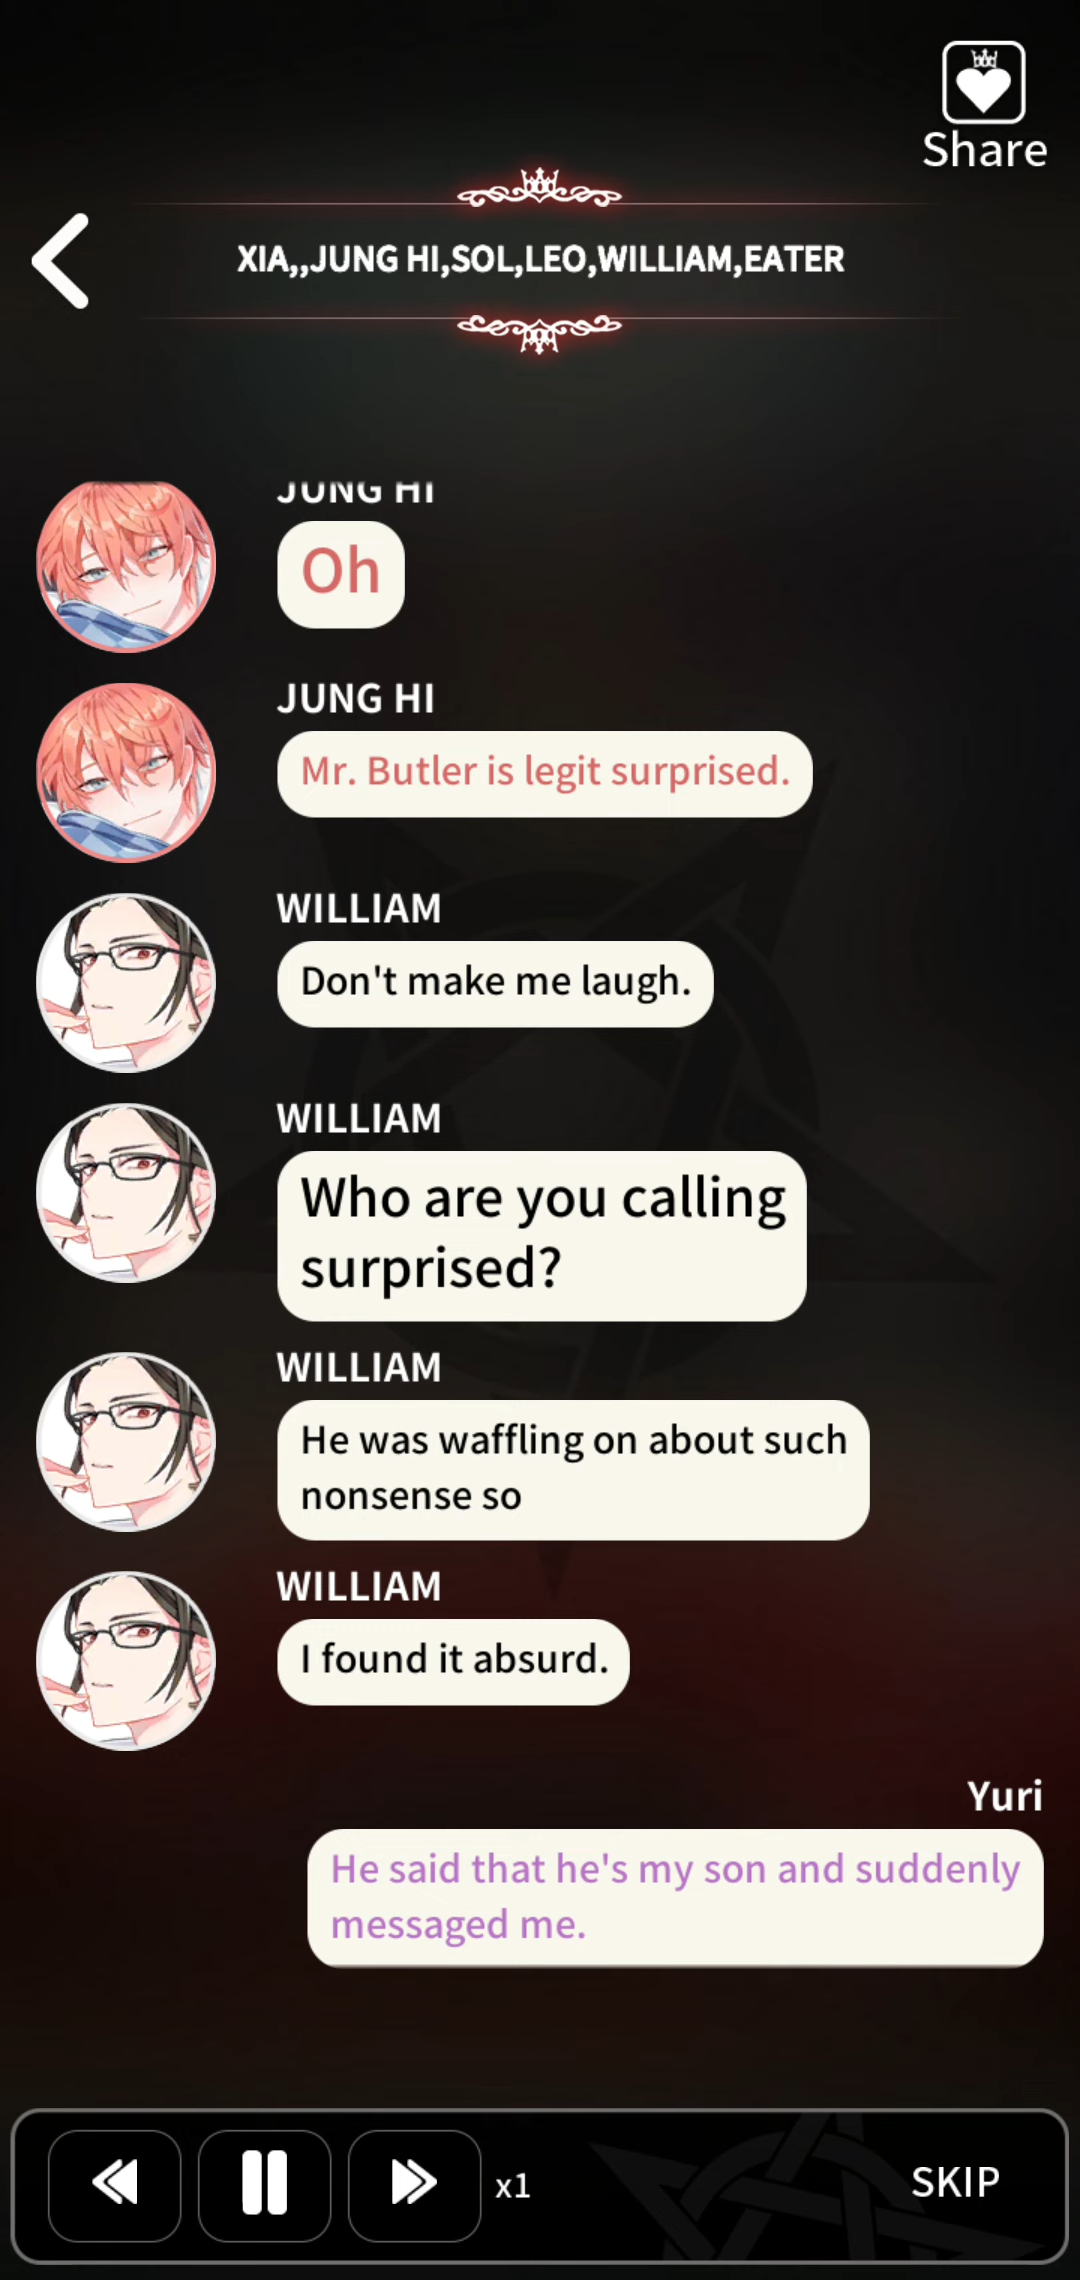 Share
XIA,,JUNG HI,SOL,LEO,WILLIAM,EATER
JUNG HI
Oh
JUNG HI
Mr. Butler is legit surprised.
WILLIAM
Don't make me laugh.
WILLIAM
Who are you calling
surprised?
WILLIAM
He was waffling on about such
nonsense so
WILLIAM
I found it absurd.
Yuri
He said that he's my son and suddenly
messaged me.
x1
SKIP